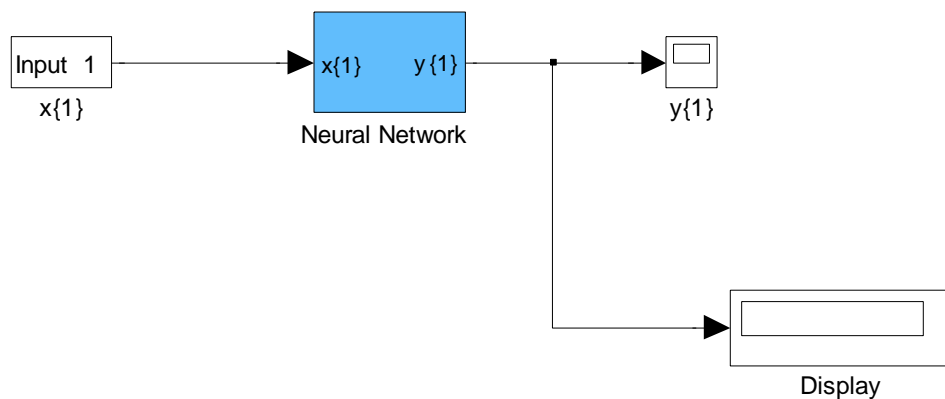 Input 1
x{1}
x{1}
y{1}
Neural Network
y{1}
Display